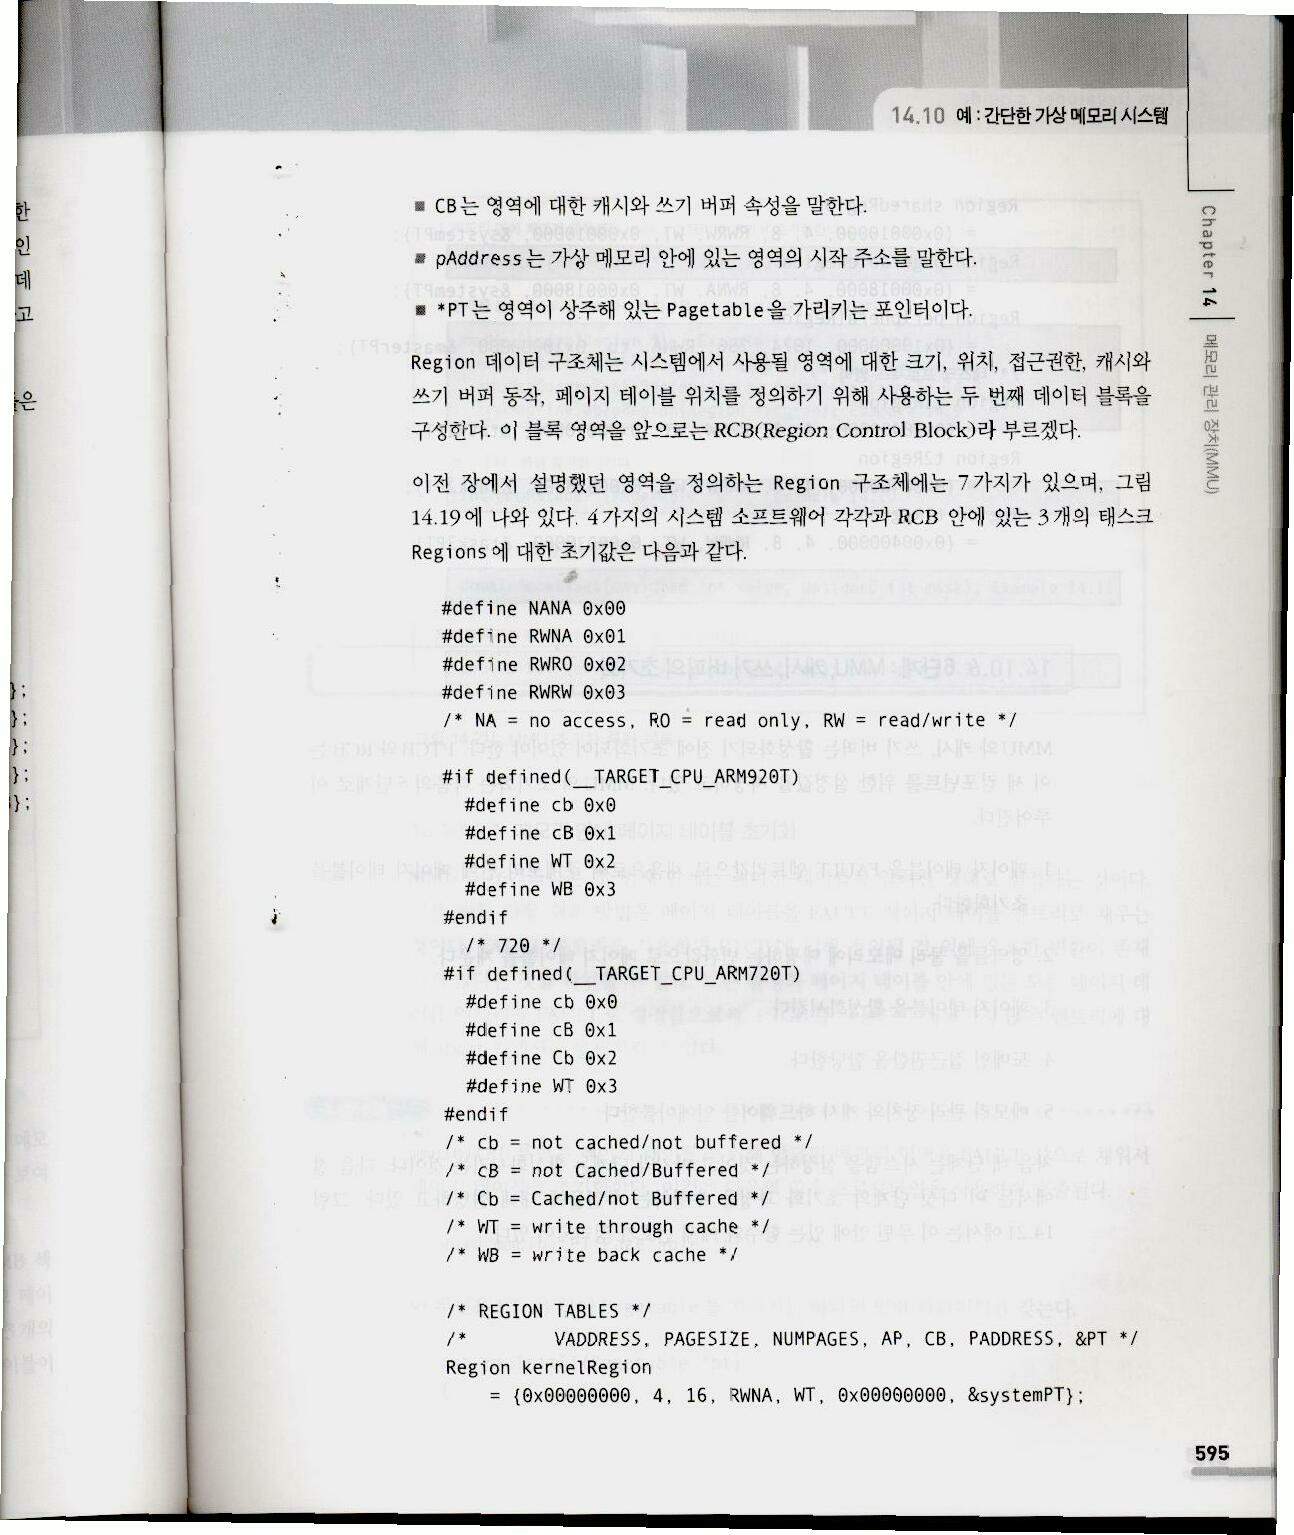 14.10 예 : 간단한 가상 메모리 시스템
■ CB는 영역에 대한 캐시와 쓰기 버퍼 속성을 말한다.
■ pAddress는 가상 메모리 안에 있는 영역의 시작 주소를 말한다.
■ *PT는 영역이 상주해 있는 Pagetable을 가리키는 포인터이다.
Region 데이터 구조체는 시스템에서 사용될 영역에 대한 크기, 위치, 접근권한, 캐시와
쓰기 버퍼 동작, 페이지 테이블 위치를 정의하기 위해 사용하는 두 번째 데이터 블록을
구성한다. 이 블록 영역을 앞으로는 RCB(Region Control Block)라 부르겠다.
이전 장에서 설명했던 영역을 정의하는 Region 구조체에는 7가지가 있으며, 그림
14.19에 나와 있다. 4가지의 시스템 소프트웨어 각각과 RCB 안에 있는 3개의 태스크
Regions에 대한 초기값은 다음과 같다.
#define NANA 0x00
#define RWNA 0x01
#define RWRO 0x02
#define RWRW 0x03
/* NA = no access, RO = read only, RW = read/write */
#if defined(__TARGET_CPU_ARM920T)
#define cb 0x0
#define cB 0x1
#define WT 0x2
#define WB 0x3
#endif
/* 720 */
#if defined(__TARGET_CPU_ARM720T)
#define cb 0x0
#define cB 0x1
#define Cb 0x2
#define WT 0x3
#endif
/* cb = not cached/not buffered */
/* cB = not Cached/Buffered */
/* Cb = Cached/not Buffered */
/* WT = write through cache */
/* WB = write back cache */
/* REGION TABLES */
/* VADDRESS, PAGESIZE, NUMPAGES, AP, CB, PADDRESS, &PT */
Region kernelRegion
= {0x00000000, 4, 16, RWNA, WT, 0x00000000, &systemPT};
Chapter 14
메모리 관리 장치(MMU)
595